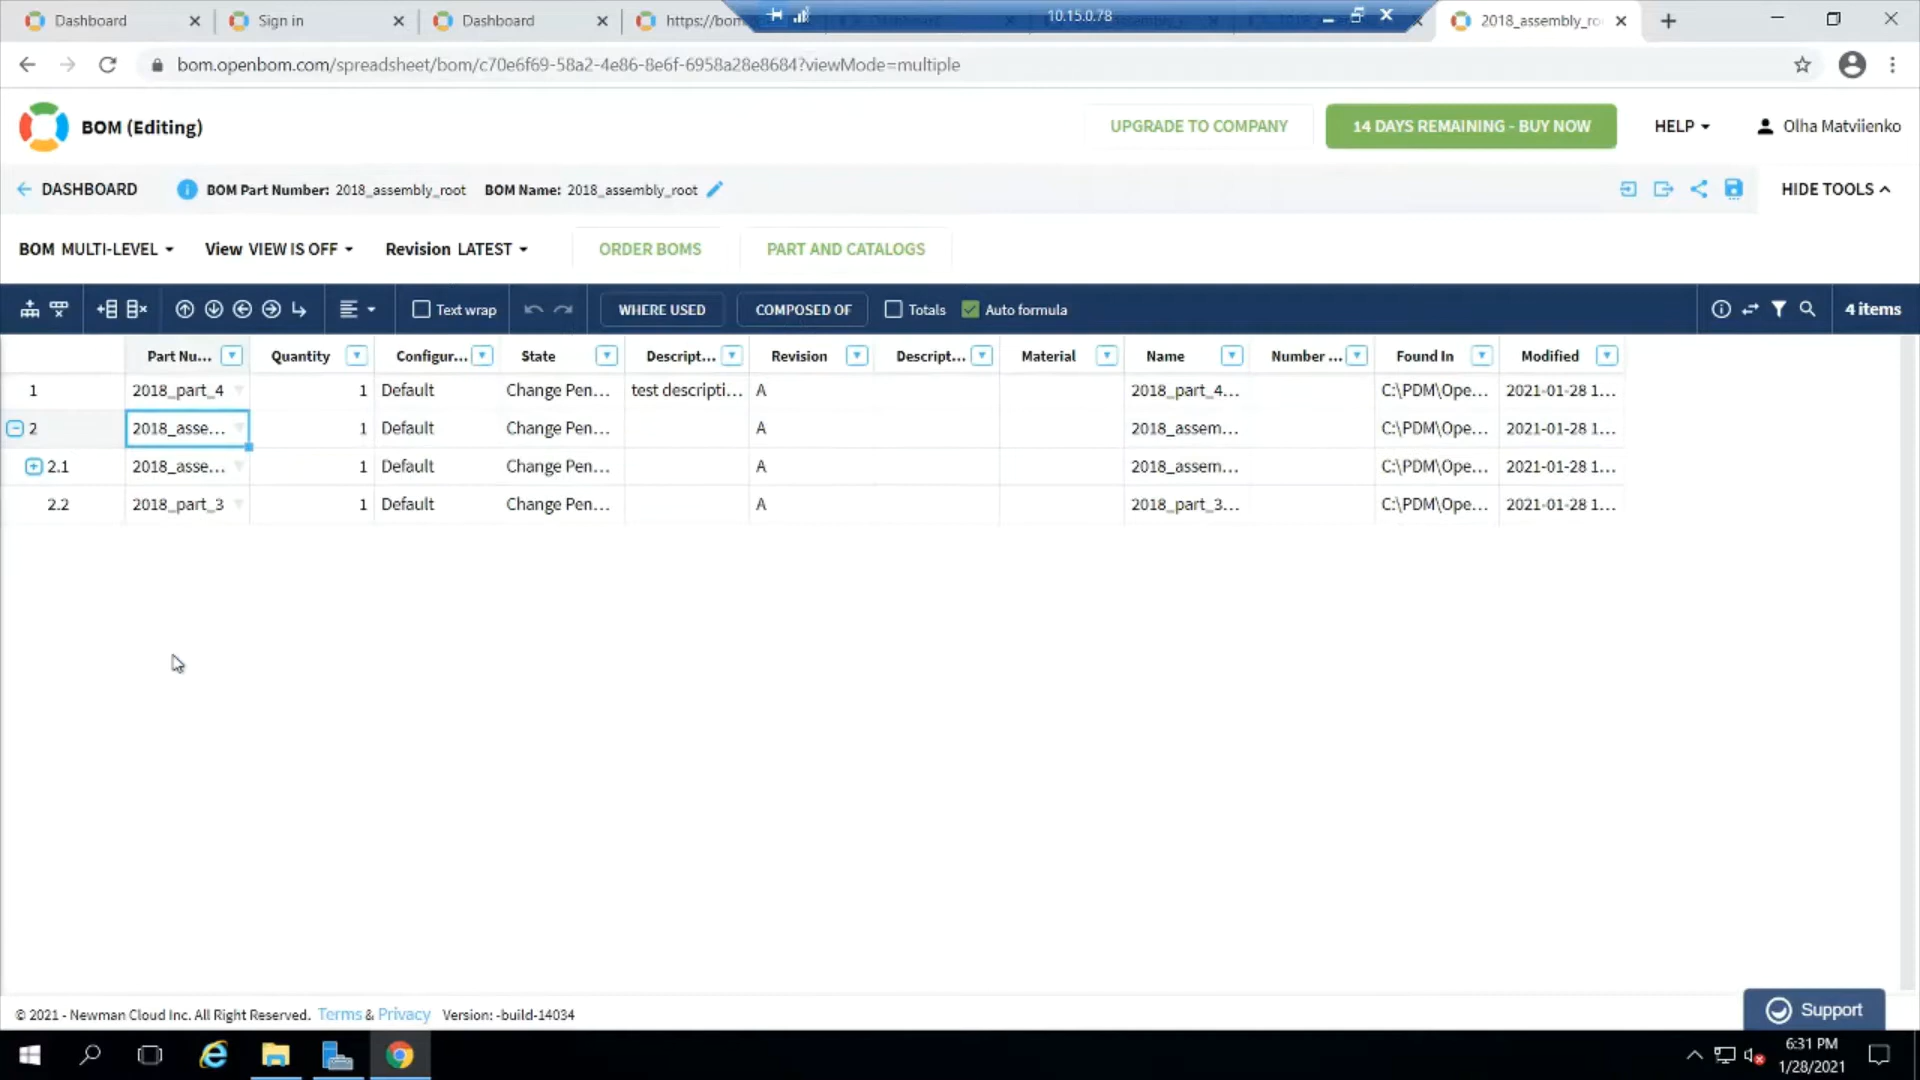 Dashboard
Sign in
Dashboard
https://bom
10.15.0.78
2018_assembly_ro
bom.openbom.com/spreadsheet/bom/c70e6f69-58a2-4e86-8e6f-6958a28e8684?viewMode=multiple
BOM (Editing)
UPGRADE TO COMPANY
14 DAYS REMAINING - BUY NOW
HELP
Olha Matviienko
DASHBOARD
BOM Part Number: 2018_assembly_root
BOM Name: 2018_assembly_root
HIDE TOOLS
BOM MULTI-LEVEL
View VIEW IS OFF
Revision LATEST
ORDER BOMS
PART AND CATALOGS
Text wrap
WHERE USED
COMPOSED OF
Totals
Auto formula
4 items
Part Nu... Quantity Configur... State Descript... Revision Descript... Material Name Number ... Found In Modified
1 2018_part_4 1 Default Change Pen... test descripti... A 2018_part_4... C:\PDM\Ope... 2021-01-28 1...
2 2018_asse... 1 Default Change Pen... A 2018_assem... C:\PDM\Ope... 2021-01-28 1...
2.1 2018_asse... 1 Default Change Pen... A 2018_assem... C:\PDM\Ope... 2021-01-28 1...
2.2 2018_part_3 1 Default Change Pen... A 2018_part_3... C:\PDM\Ope... 2021-01-28 1...
© 2021 - Newman Cloud Inc. All Right Reserved. Terms & Privacy Version: -build-14034
Support
6:31 PM
1/28/2021